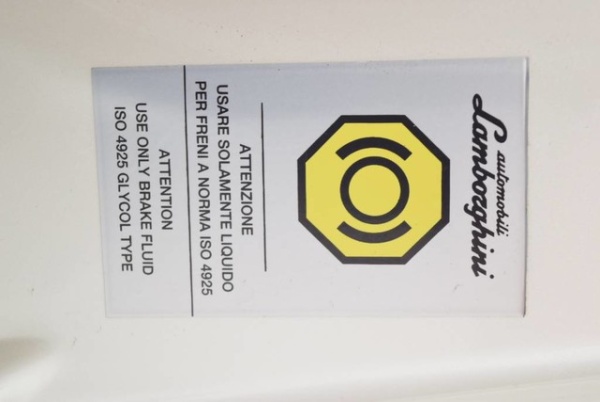 automobili
Lamborghini
ATTENZIONE
USARE SOLAMENTE LIQUIDO
PER FRENI A NORMA ISO 4925
ATTENTION
USE ONLY BRAKE FLUID
ISO 4925 GLYCOL TYPE